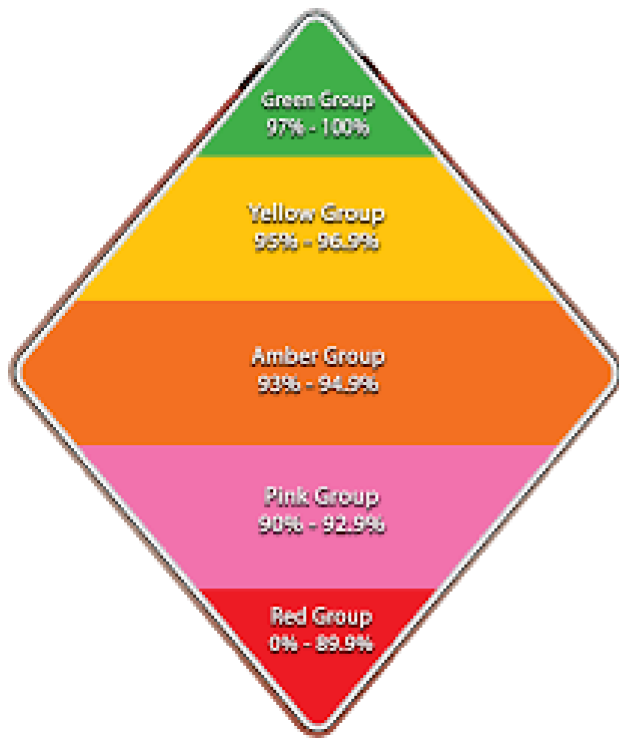 Green Group
97% - 100%
Yellow Group
95% - 96.9%
Amber Group
93% - 94.9%
Pink Group
90% - 92.9%
Red Group
0% - 89.9%